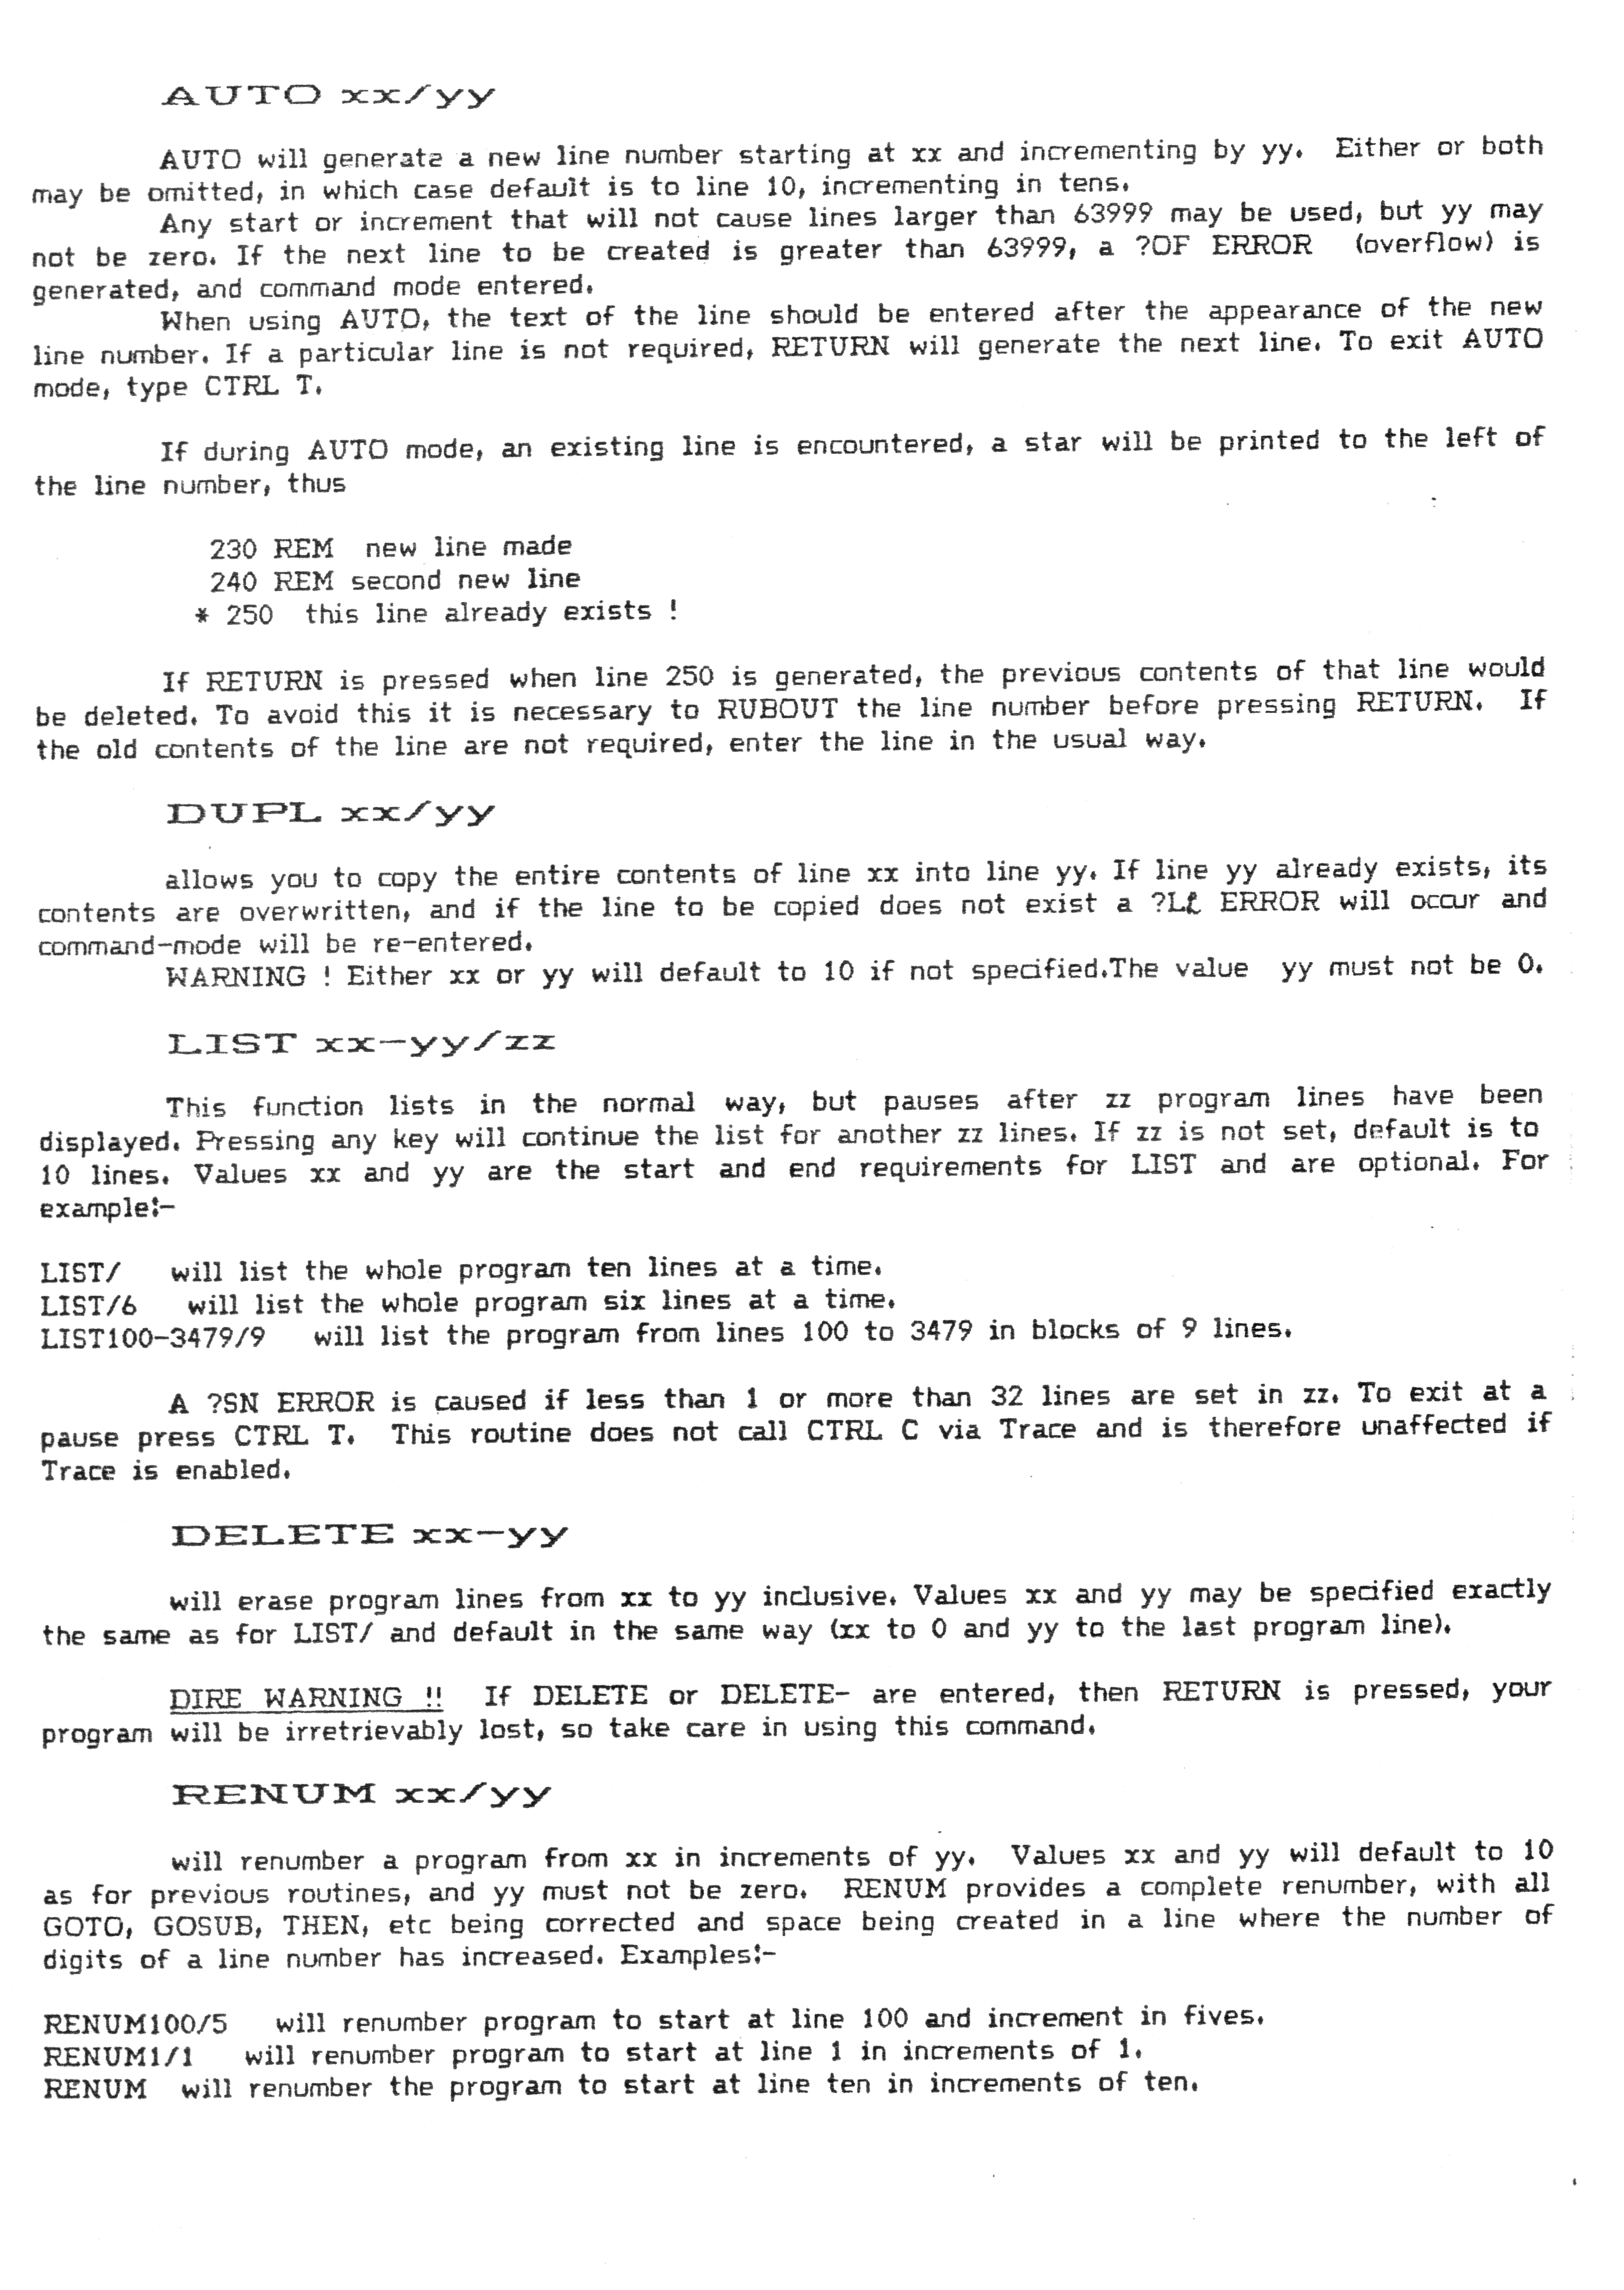 AUTO xx/yy
AUTO will generate a new line number starting at xx and incrementing by yy. Either or both
may be omitted, in which case default is to line 10, incrementing in tens.
Any start or increment that will not cause lines larger than 63999 may be used, but yy may
not be zero. If the next line to be created is greater than 63999, a ?OF ERROR (overflow) is
generated, and command mode entered.
When using AUTO, the text of the line should be entered after the appearance of the new
line number. If a particular line is not required, RETURN will generate the next line. To exit AUTO
mode, type CTRL T.
If during AUTO mode, an existing line is encountered, a star will be printed to the left of
the line number, thus
230 REM new line made
240 REM second new line
* 250 this line already exists !
If RETURN is pressed when line 250 is generated, the previous contents of that line would
be deleted. To avoid this it is necessary to RUBOUT the line number before pressing RETURN. If
the old contents of the line are not required, enter the line in the usual way.
DUPL xx/yy
allows you to copy the entire contents of line xx into line yy. If line yy already exists, its
contents are overwritten, and if the line to be copied does not exist a ?L£ ERROR will occur and
command-mode will be re-entered.
WARNING ! Either xx or yy will default to 10 if not specified.The value yy must not be 0.
LIST xx-yy/zz
This function lists in the normal way, but pauses after zz program lines have been
displayed. Pressing any key will continue the list for another zz lines. If zz is not set, default is to
10 lines. Values xx and yy are the start and end requirements for LIST and are optional. For
example:-
LIST/ will list the whole program ten lines at a time.
LIST/6 will list the whole program six lines at a time.
LIST100-3479/9 will list the program from lines 100 to 3479 in blocks of 9 lines.
A ?SN ERROR is caused if less than 1 or more than 32 lines are set in zz. To exit at a
pause press CTRL T. This routine does not call CTRL C via Trace and is therefore unaffected if
Trace is enabled.
DELETE xx-yy
will erase program lines from xx to yy inclusive. Values xx and yy may be specified exactly
the same as for LIST/ and default in the same way (xx to 0 and yy to the last program line).
DIRE WARNING !! If DELETE or DELETE- are entered, then RETURN is pressed, your
program will be irretrievably lost, so take care in using this command.
RENUM xx/yy
will renumber a program from xx in increments of yy. Values xx and yy will default to 10
as for previous routines, and yy must not be zero. RENUM provides a complete renumber, with all
GOTO, GOSUB, THEN, etc being corrected and space being created in a line where the number of
digits of a line number has increased. Examples:-
RENUM100/5 will renumber program to start at line 100 and increment in fives.
RENUM1/1 will renumber program to start at line 1 in increments of 1.
RENUM will renumber the program to start at line ten in increments of ten.